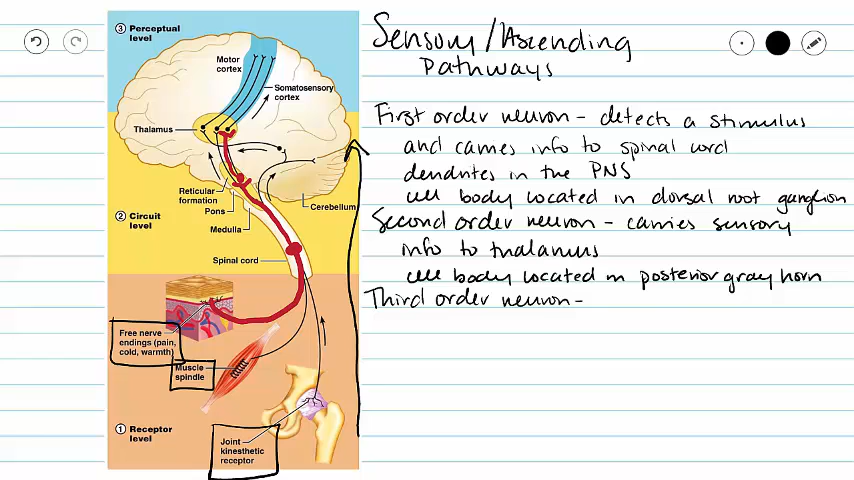 ③ Perceptual
level
Motor
cortex
Somatosensory
cortex
Thalamus
Reticular
formation
Pons
Cerebellum
② Circuit
level
Medulla
Spinal cord
Free nerve
endings (pain,
cold, warmth)
Muscle
spindle
① Receptor
level
Joint
kinesthetic
receptor
Sensory/Ascending
Pathways
First order neuron - detects a stimulus
and carries info to spinal cord
dendrites in the PNS
cell body located in dorsal root ganglion
Second order neuron - carries sensory
info to thalamus
cell body located in posterior gray horn
Third order neuron -